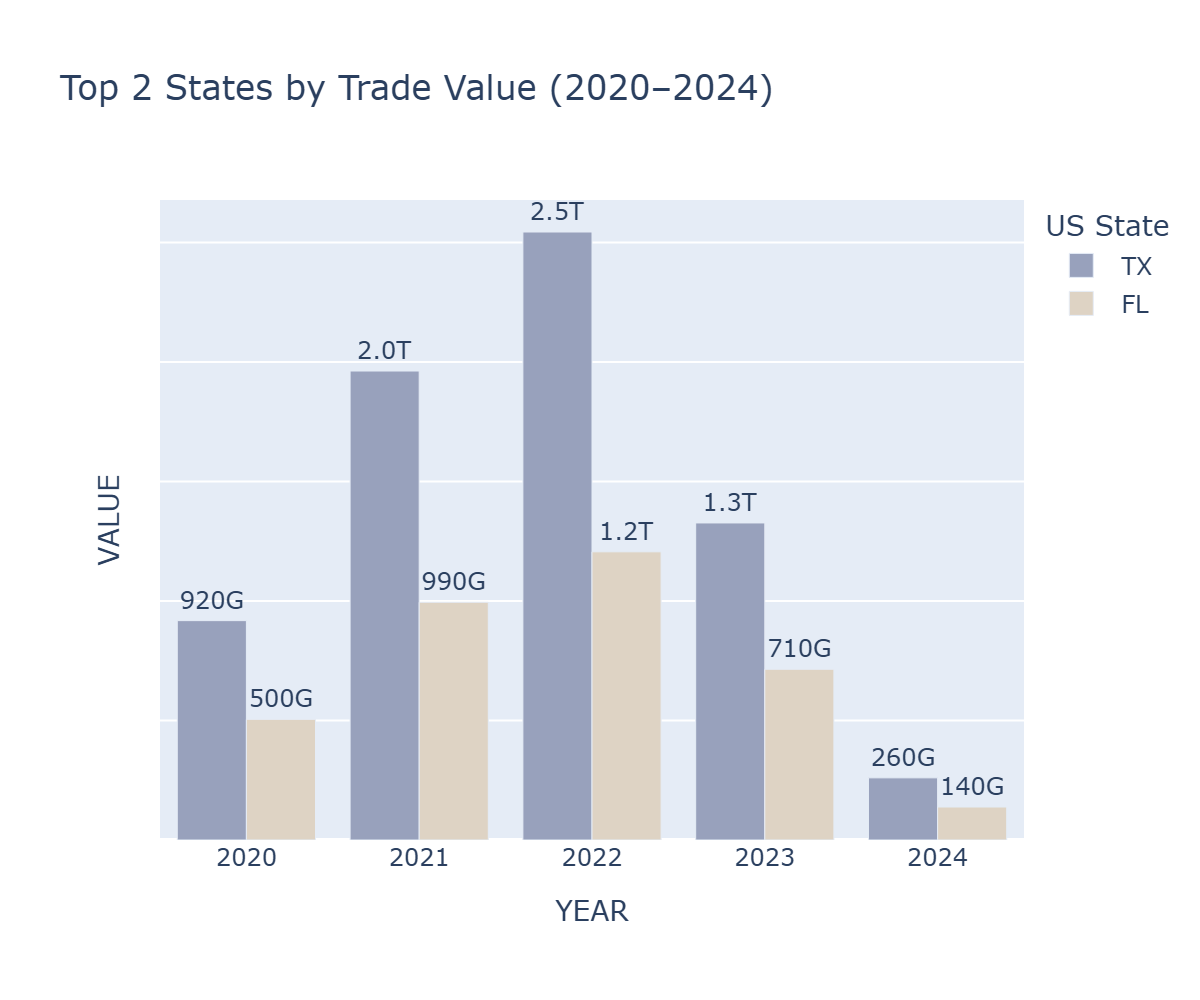 Top 2 States by Trade Value (2020–2024)
US State
TX
FL
VALUE
920G
500G
2.0T
990G
2.5T
1.2T
1.3T
710G
260G
140G
2020
2021
2022
2023
2024
YEAR